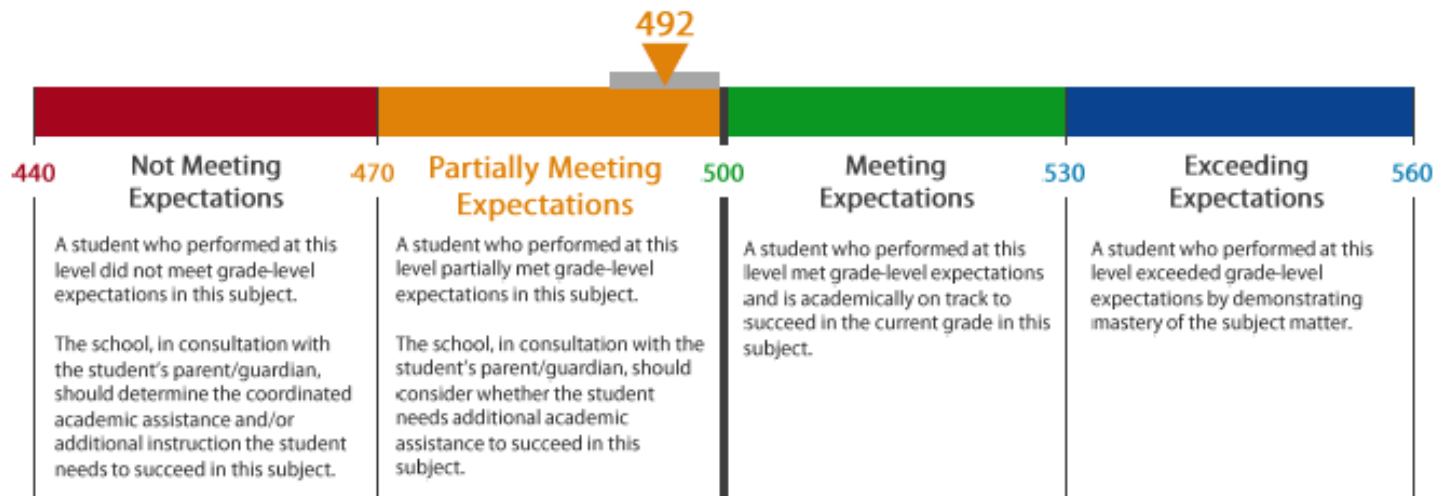 492
440
Not Meeting
Expectations
470
Partially Meeting
Expectations
500
Meeting
Expectations
530
Exceeding
Expectations
560
A student who performed at this
level did not meet grade-level
expectations in this subject.
The school, in consultation with
the student's parent/guardian,
should determine the coordinated
academic assistance and/or
additional instruction the student
needs to succeed in this subject.
A student who performed at this
level partially met grade-level
expectations in this subject.
The school, in consultation with the
student's parent/guardian, should
consider whether the student
needs additional academic
assistance to succeed in this
subject.
A student who performed at this
level met grade-level expectations
and is academically on track to
succeed in the current grade in this
subject.
A student who performed at this
level exceeded grade-level
expectations by demonstrating
mastery of the subject matter.